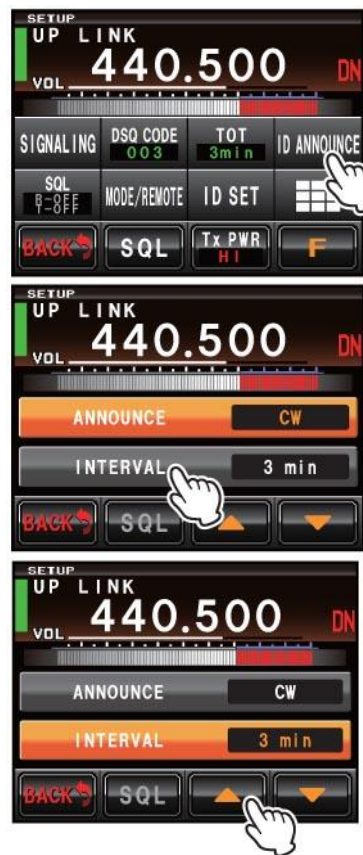 SETUP
UP LINK
440.500 DN
VOL
SIGNALING DSQ CODE TOT ID ANNOUNCE
003 3min
SQL MODE/REMOTE ID SET
R-OFF
T-OFF
BACK SQL Tx PWR F
HI
SETUP
UP LINK
440.500 DN
VOL
ANNOUNCE CW
INTERVAL 3 min
BACK SQL
SETUP
UP LINK
440.500 DN
VOL
ANNOUNCE CW
INTERVAL 3 min
BACK SQL